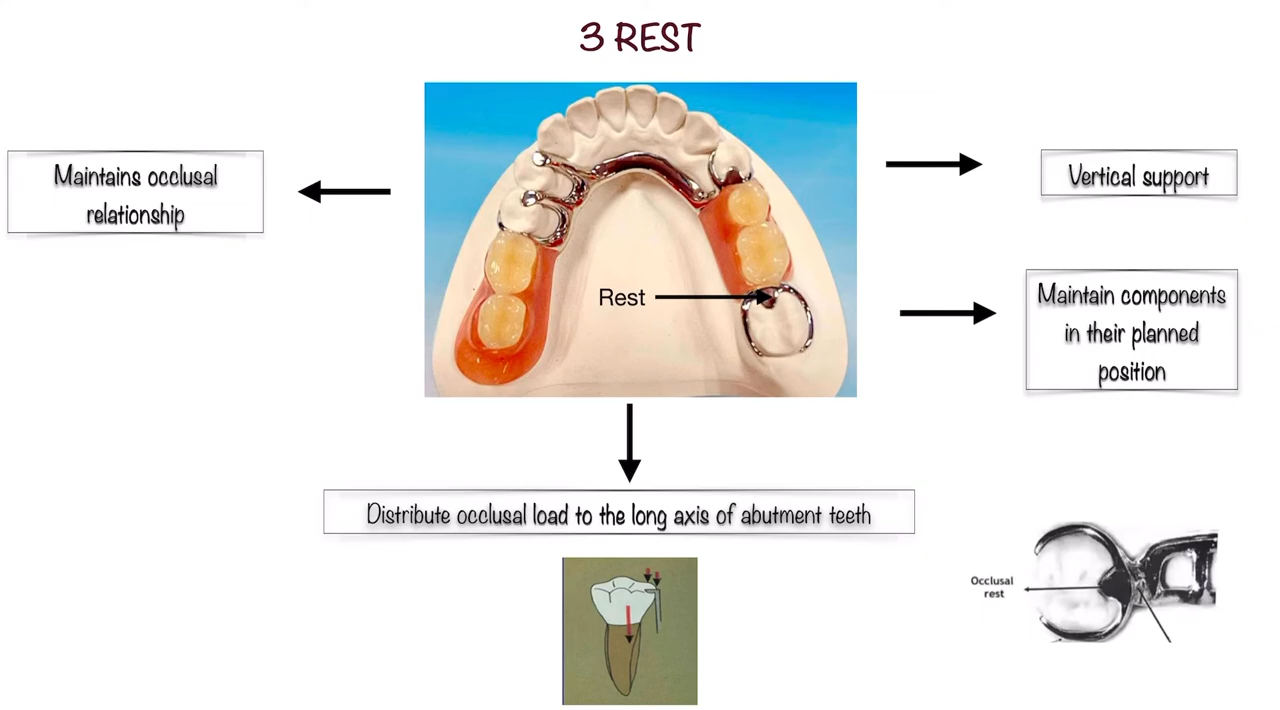 3 REST
Maintains occlusal
relationship
Vertical support
Rest
Maintain components
in their planned
position
Distribute occlusal load to the long axis of abutment teeth
Occlusal
rest